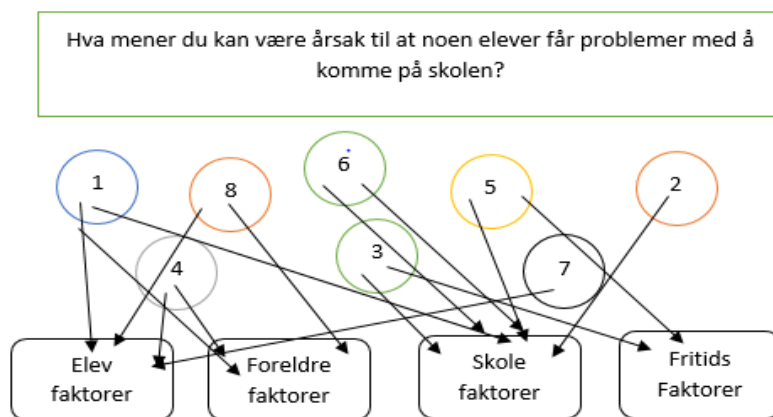 Hva mener du kan være årsak til at noen elever får problemer med å
komme på skolen?
1
8
6
5
2
4
3
7
Elev
faktorer
Foreldre
faktorer
Skole
faktorer
Fritids
Faktorer